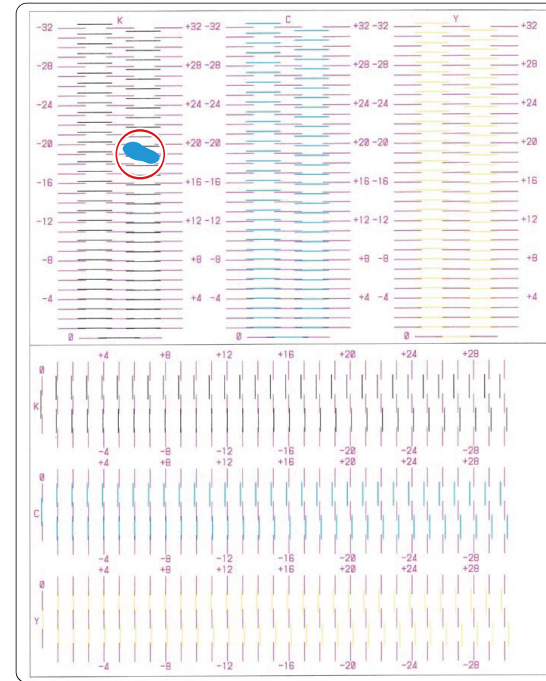 K C Y
-32 +32 -32 +32 -32 +32
-28 +28 -28 +28 -28 +28
-24 +24 -24 +24 -24 +24
-20 +20 -20 +20 -20 +20
-16 +16 -16 +16 -16 +16
-12 +12 -12 +12 -12 +12
-8 +8 -8 +8 -8 +8
-4 +4 -4 +4 -4 +4
0 0 0
0 +4 +8 +12 +16 +20 +24 +28
K
-4 -8 -12 -16 -20 -24 -28
0 +4 +8 +12 +16 +20 +24 +28
C
-4 -8 -12 -16 -20 -24 -28
0 +4 +8 +12 +16 +20 +24 +28
Y
-4 -8 -12 -16 -20 -24 -28